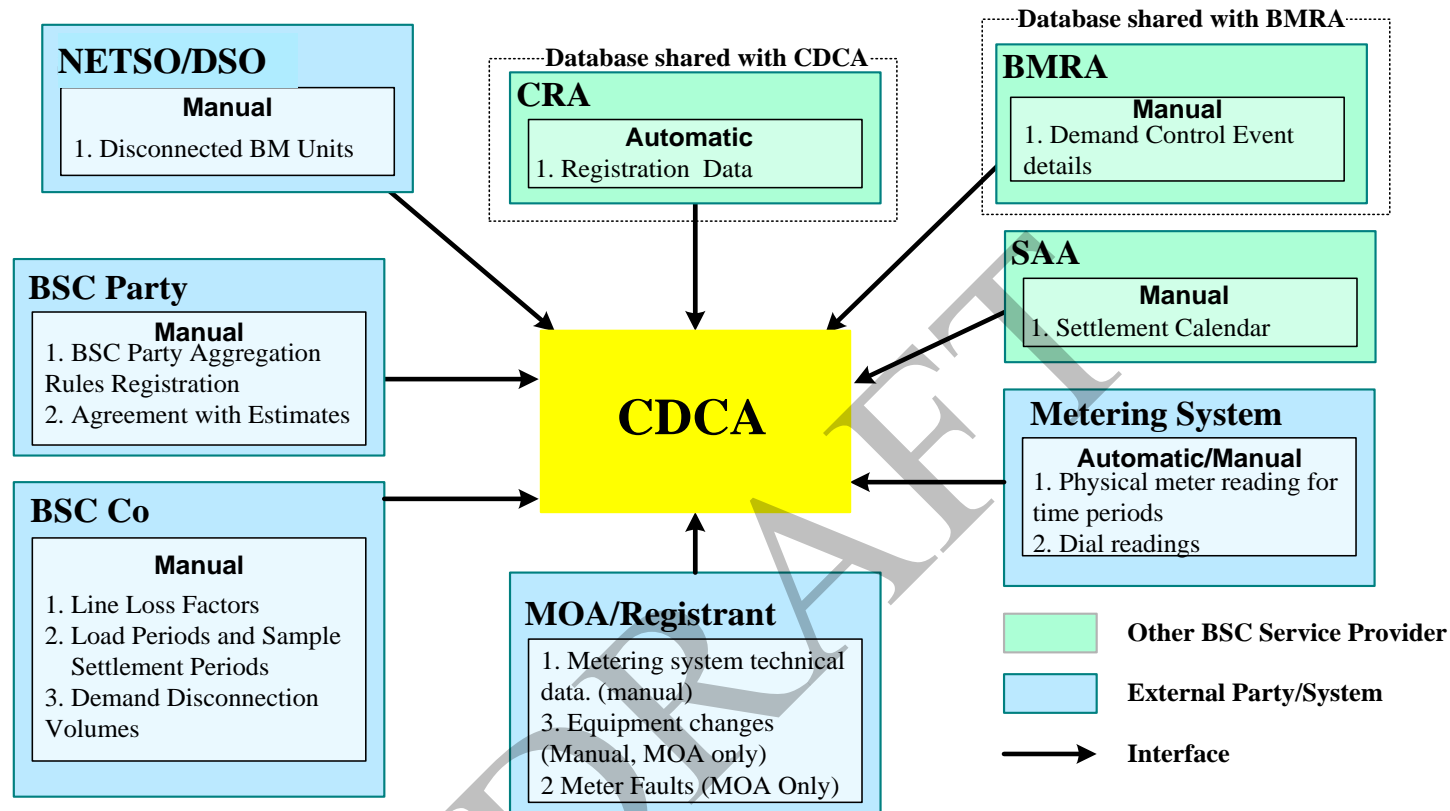 Database shared with BMRA
NETSO/DSO
Manual
1. Disconnected BM Units
Database shared with CDCA
CRA
Automatic
1. Registration Data
BMRA
Manual
1. Demand Control Event
details
SAA
Manual
1. Settlement Calendar
BSC Party
Manual
1. BSC Party Aggregation
Rules Registration
2. Agreement with Estimates
CDCA
Metering System
Automatic/Manual
1. Physical meter reading for
time periods
2. Dial readings
BSC Co
Manual
1. Line Loss Factors
2. Load Periods and Sample
Settlement Periods
3. Demand Disconnection
Volumes
MOA/Registrant
1. Metering system technical
data. (manual)
3. Equipment changes
(Manual, MOA only)
2 Meter Faults (MOA Only)
Other BSC Service Provider
External Party/System
Interface
DRAFT